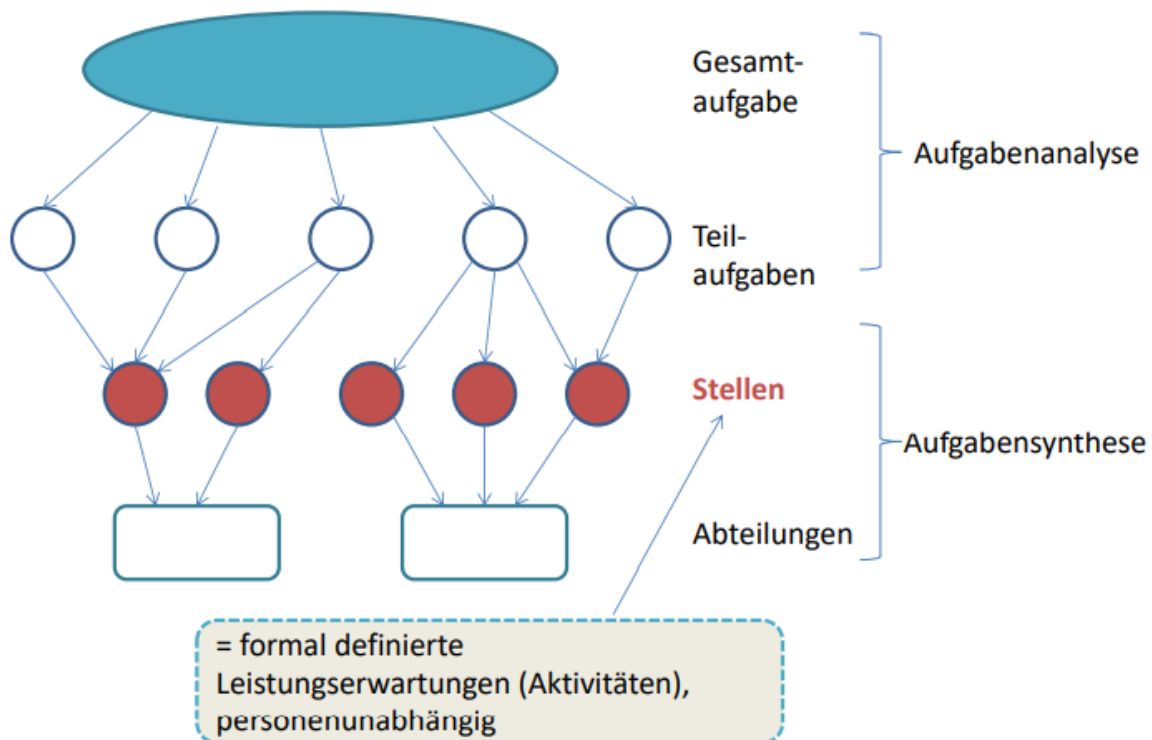 Gesamt-
aufgabe
Aufgabenanalyse
Teil-
aufgaben
Stellen
Aufgabensynthese
Abteilungen
= formal definierte
Leistungserwartungen (Aktivitäten),
personenunabhängig